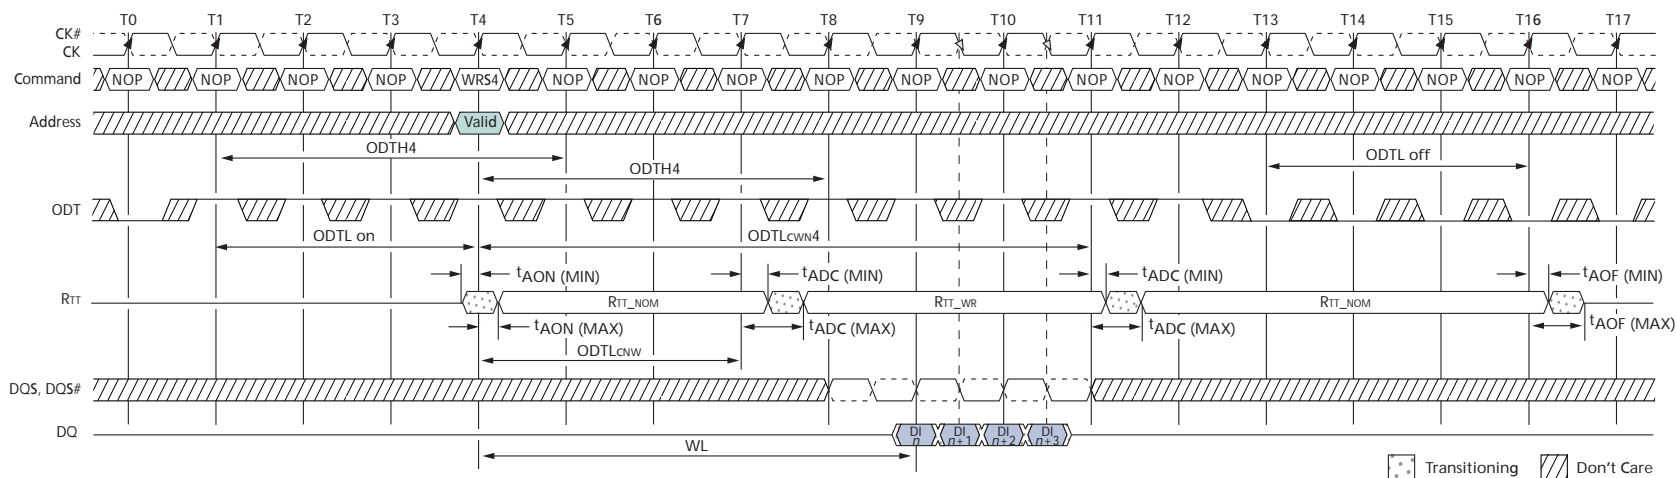 T0 T1 T2 T3 T4 T5 T6 T7 T8 T9 T10 T11 T12 T13 T14 T15 T16 T17
CK#
CK
Command NOP NOP NOP NOP WRS4 NOP NOP NOP NOP NOP NOP NOP NOP NOP NOP NOP NOP NOP
Address Valid
ODTH4 ODTL off
ODTH4
ODT
ODTL on ODTLCWN4
tAON (MIN) tADC (MIN) tADC (MIN) tAOF (MIN)
RTT RTT_NOM RTT_WR RTT_NOM
tAON (MAX) tADC (MAX) tADC (MAX) tAOF (MAX)
ODTLCNW
DQS, DQS#
DQ DI n DI n+1 DI n+2 DI n+3
WL
Transitioning Don't Care